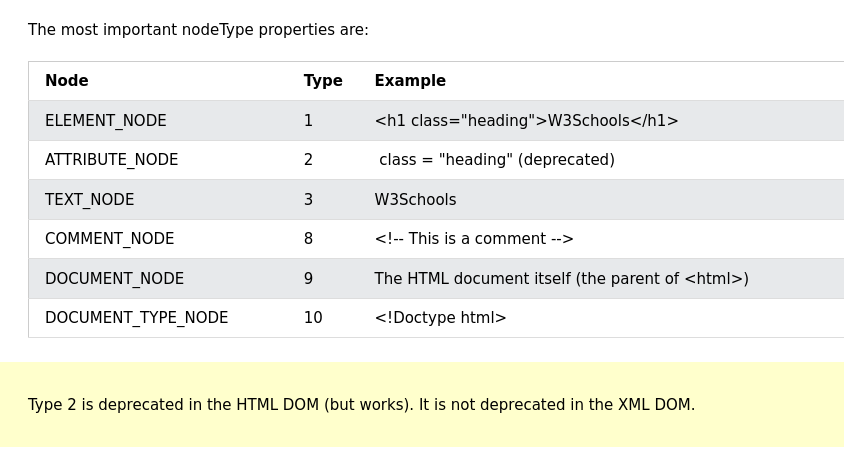 The most important nodeType properties are:
Node Type Example
ELEMENT_NODE 1 <h1 class="heading">W3Schools</h1>
ATTRIBUTE_NODE 2 class = "heading" (deprecated)
TEXT_NODE 3 W3Schools
COMMENT_NODE 8 <!-- This is a comment -->
DOCUMENT_NODE 9 The HTML document itself (the parent of <html>)
DOCUMENT_TYPE_NODE 10 <!Doctype html>
Type 2 is deprecated in the HTML DOM (but works). It is not deprecated in the XML DOM.